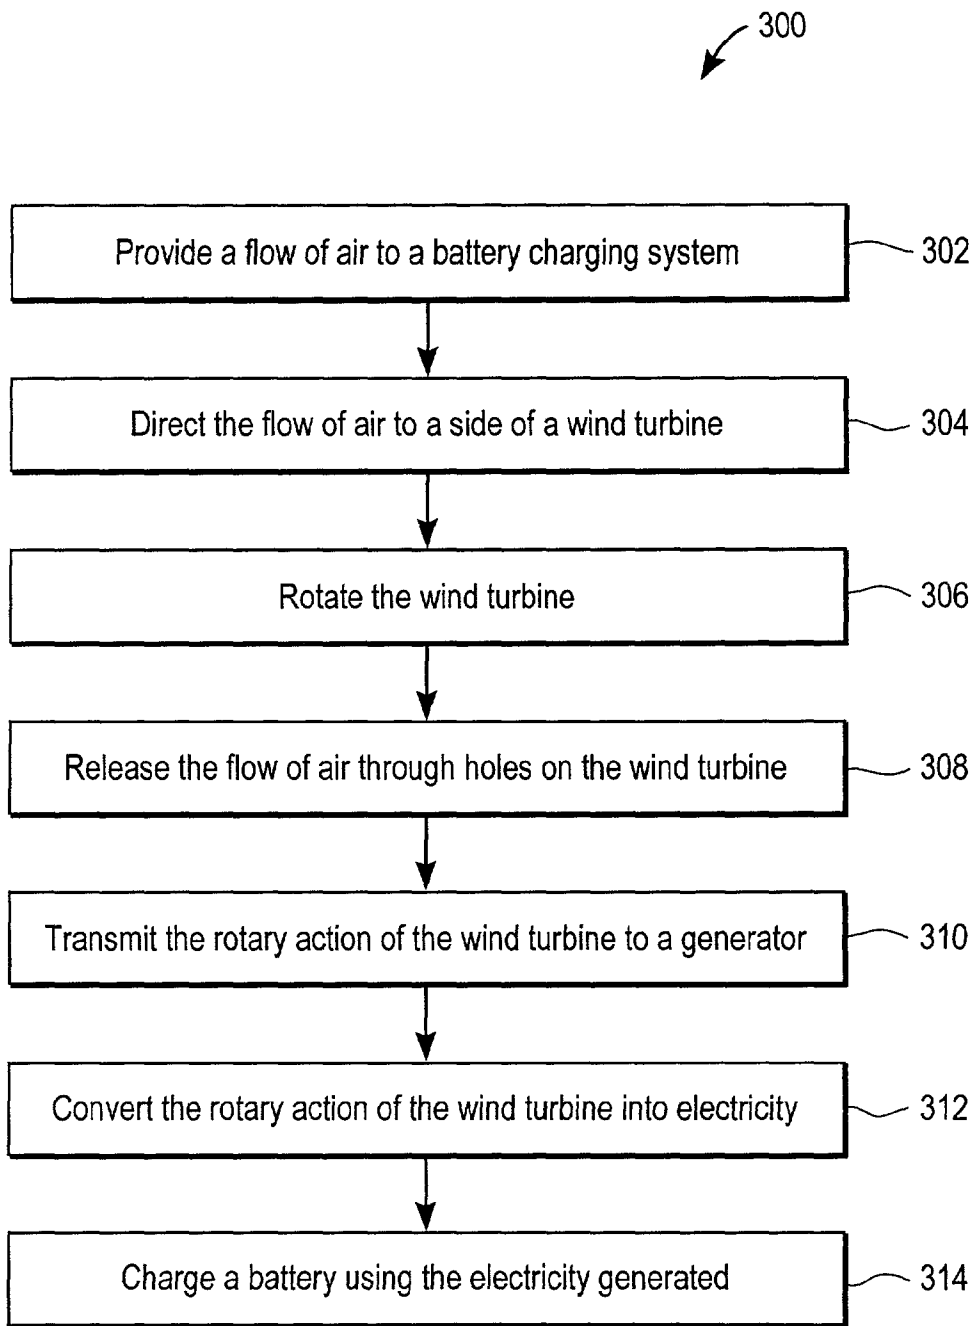 300
Provide a flow of air to a battery charging system
302
Direct the flow of air to a side of a wind turbine
304
Rotate the wind turbine
306
Release the flow of air through holes on the wind turbine
308
Transmit the rotary action of the wind turbine to a generator
310
Convert the rotary action of the wind turbine into electricity
312
Charge a battery using the electricity generated
314